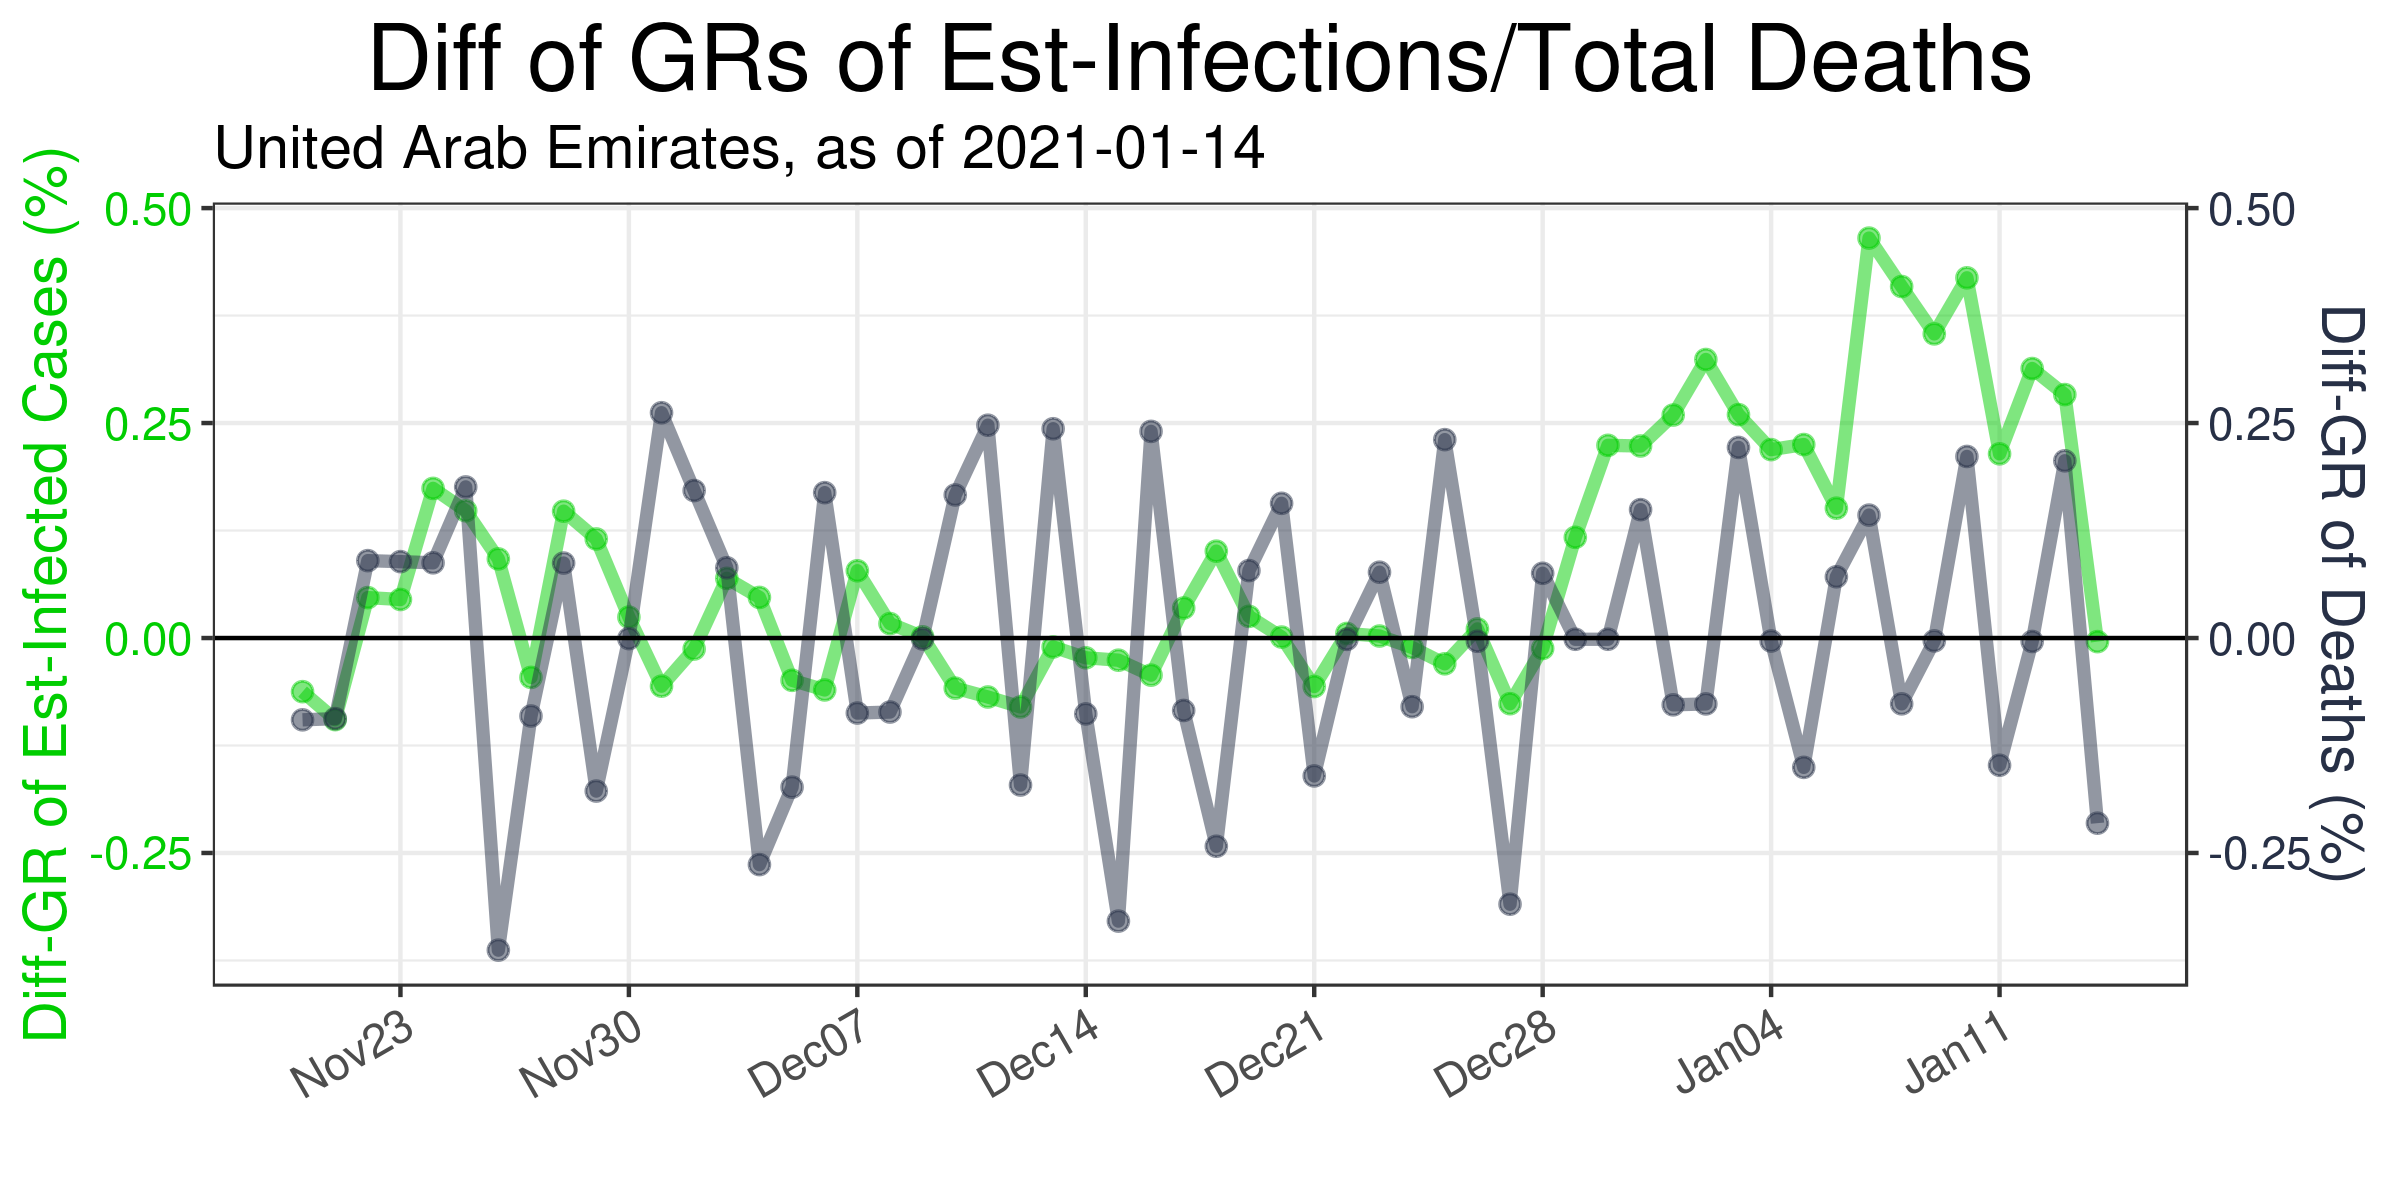 Diff of GRs of Est-Infections/Total Deaths
United Arab Emirates, as of 2021-01-14
Diff-GR of Est-Infected Cases (%)
0.50
0.25
0.00
-0.25
0.50
0.25
0.00
-0.25
Diff-GR of Deaths (%)
Nov23
Nov30
Dec07
Dec14
Dec21
Dec28
Jan04
Jan11